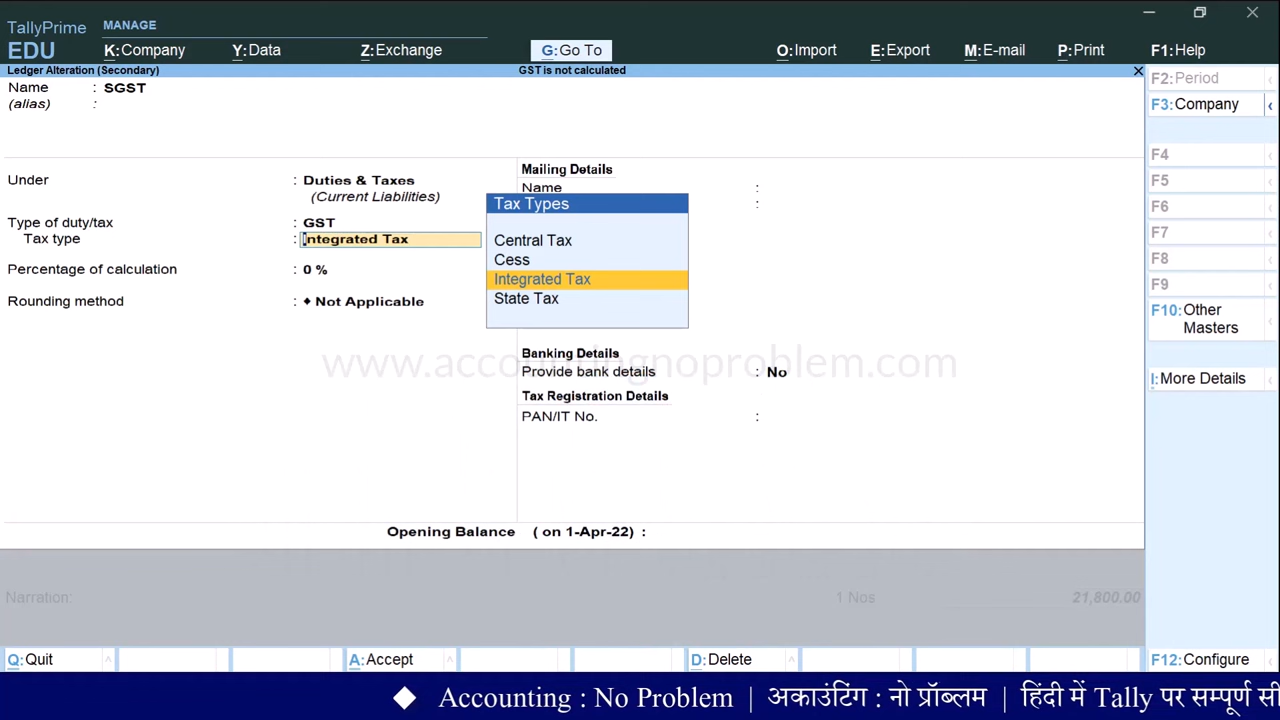 TallyPrime MANAGE
EDU K:Company Y:Data Z:Exchange G:Go To O:Import E:Export M:E-mail P:Print F1:Help
Ledger Alteration (Secondary) GST is not calculated
Name : SGST
(alias) :
Under : Duties & Taxes
(Current Liabilities)
Type of duty/tax : GST
Tax type : Integrated Tax
Percentage of calculation : 0 %
Rounding method : ♦ Not Applicable
Mailing Details
Name :
:
Tax Types
Central Tax
Cess
Integrated Tax
State Tax
Banking Details
Provide bank details : No
Tax Registration Details
PAN/IT No. :
www.accountingnoproblem.com
Opening Balance ( on 1-Apr-22) :
Narration: 1 Nos 21,800.00
F2:Period
F3:Company
F4
F5
F6
F7
F8
F9
F10:Other
Masters
I:More Details
Q:Quit A:Accept D:Delete F12:Configure
◆ Accounting : No Problem | अकाउंटिंग : नो प्रॉब्लम | हिंदी में Tally पर सम्पूर्ण सी